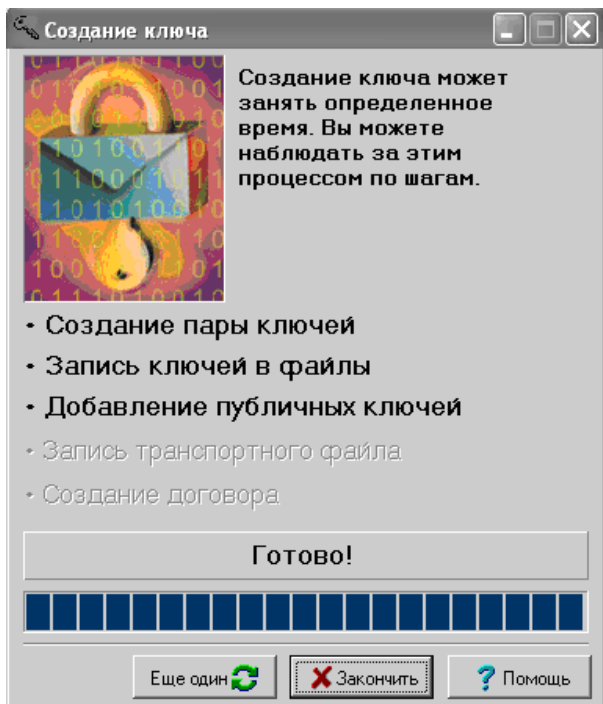 Создание ключа
Создание ключа может
занять определенное
время. Вы можете
наблюдать за этим
процессом по шагам.
• Создание пары ключей
• Запись ключей в файлы
• Добавление публичных ключей
• Запись транспортного файла
• Создание договора
Готово!
Еще один
Закончить
Помощь